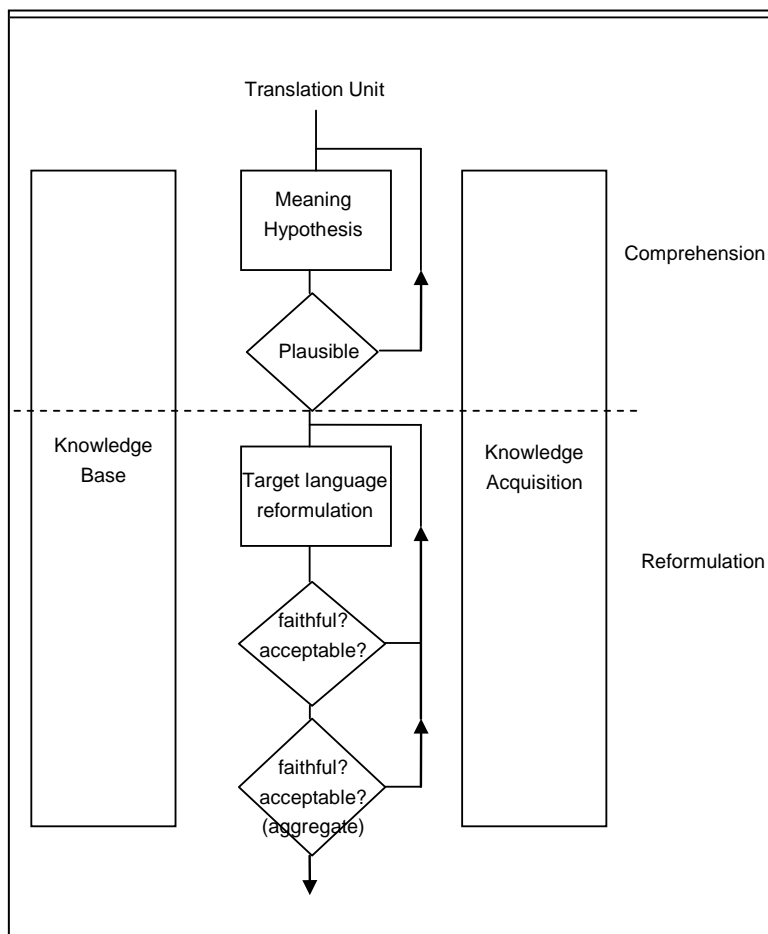 Translation Unit
Meaning
Hypothesis
Comprehension
Plausible
Knowledge
Base
Knowledge
Acquisition
Target language
reformulation
Reformulation
faithful?
acceptable?
faithful?
acceptable?
(aggregate)